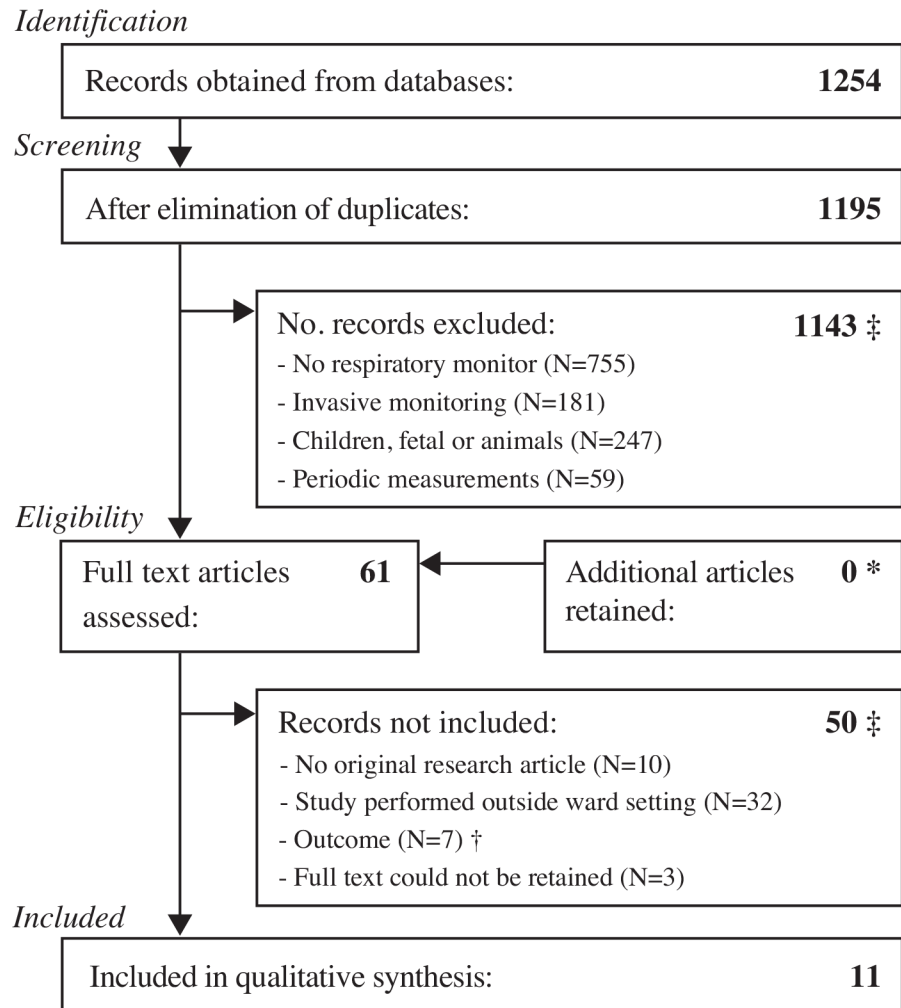 Identification
Records obtained from databases: 1254
Screening
After elimination of duplicates: 1195
No. records excluded: 1143 ‡
- No respiratory monitor (N=755)
- Invasive monitoring (N=181)
- Children, fetal or animals (N=247)
- Periodic measurements (N=59)
Eligibility
Full text articles 61
assessed:
Additional articles 0 *
retained:
Records not included: 50 ‡
- No original research article (N=10)
- Study performed outside ward setting (N=32)
- Outcome (N=7) †
- Full text could not be retained (N=3)
Included
Included in qualitative synthesis: 11